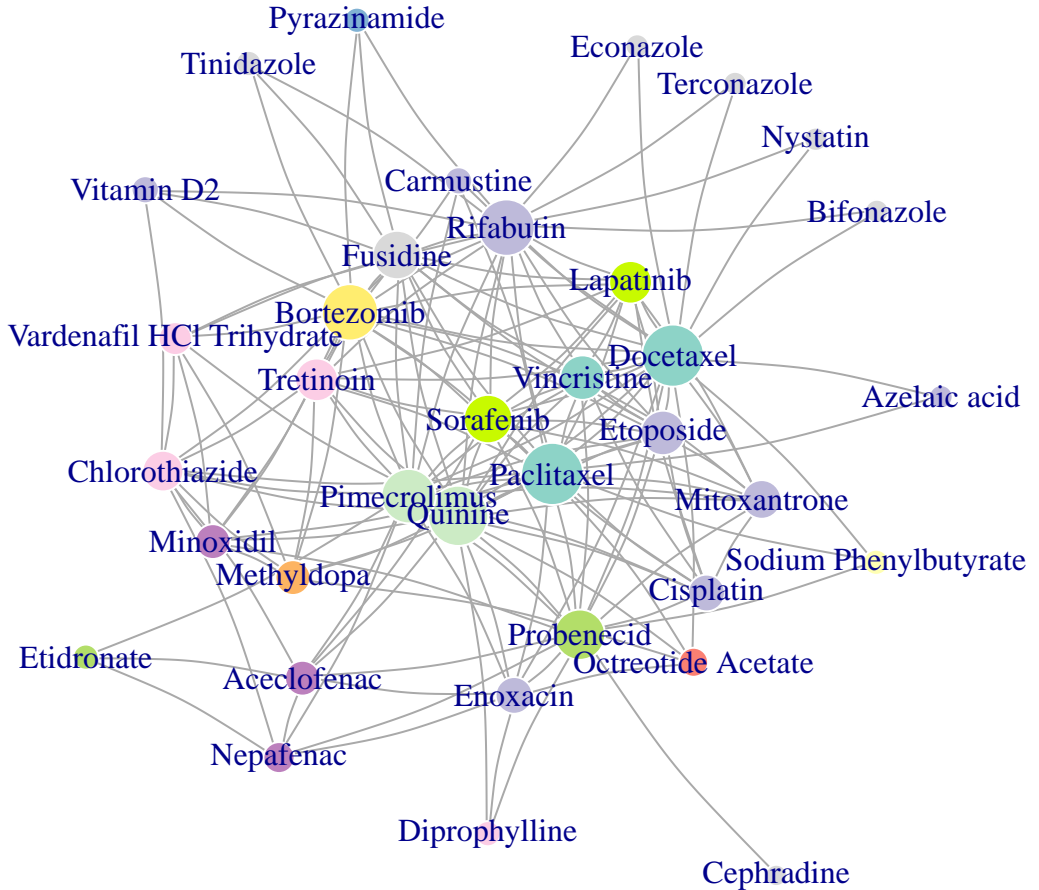 Pyrazinamide
Econazole
Tinidazole
Terconazole
Nystatin
Carmustine
Vitamin D2
Bifonazole
Rifabutin
Fusidine
Lapatinib
Bortezomib
Vardenafil HCl Trihydrate
Docetaxel
Tretinoin
Vincristine
Azelaic acid
Sorafenib
Etoposide
Chlorothiazide
Paclitaxel
Pimecrolimus
Mitoxantrone
Quinine
Minoxidil
Sodium Phenylbutyrate
Methyldopa
Cisplatin
Probenecid
Etidronate
Octreotide Acetate
Aceclofenac
Enoxacin
Nepafenac
Diprophylline
Cephradine